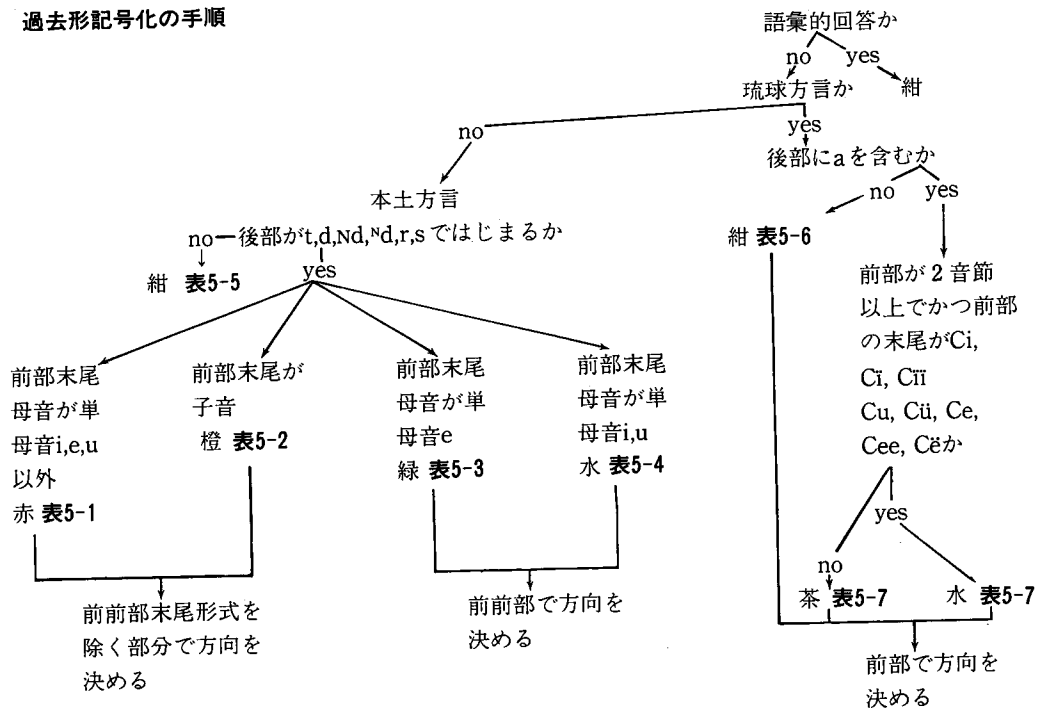 過去形記号化の手順
語彙的回答か
no yes
琉球方言か 紺
no yes
後部にaを含むか
no yes
本土方言
no 後部がt,d,Nd,ᴺd,r,sではじまるか
紺 表5-6
yes
紺 表5-5
前部が2音節
以上でかつ前部
の末尾がCi,
Cï, Cïï
Cu, Cü, Ce,
Cee, Cëか
前部末尾
母音が単
母音i,e,u
以外
赤 表5-1
前部末尾が
子音
橙 表5-2
前部末尾
母音が単
母音e
緑 表5-3
前部末尾
母音が単
母音i,u
水 表5-4
yes
no
茶 表5-7
水 表5-7
前前部末尾形式を
除く部分で方向を
決める
前前部で方向を
決める
前部で方向を
決める